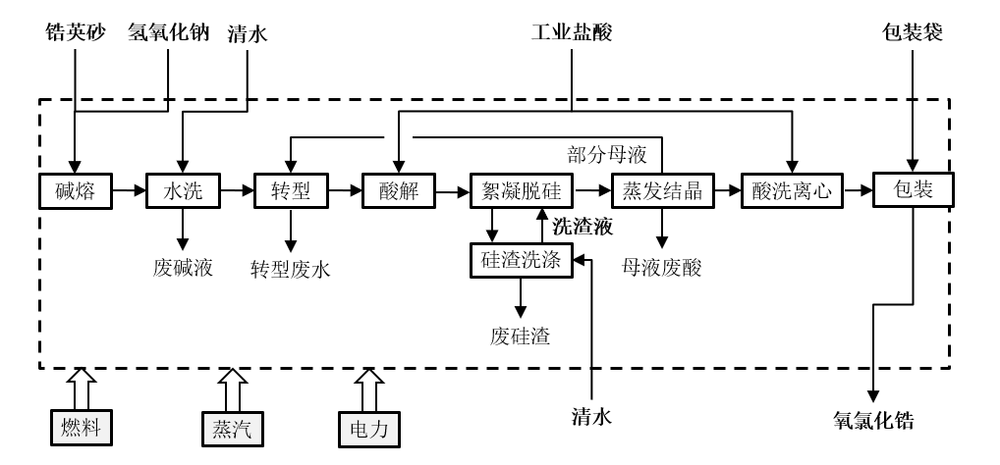 锆英砂 氢氧化钠 清水 工业盐酸 包装袋
部分母液
碱熔 水洗 转型 酸解 絮凝脱硅 蒸发结晶 酸洗离心 包装
洗渣液
废碱液 转型废水 硅渣洗涤 母液废酸
废硅渣
清水 氧氯化锆
燃料 蒸汽 电力